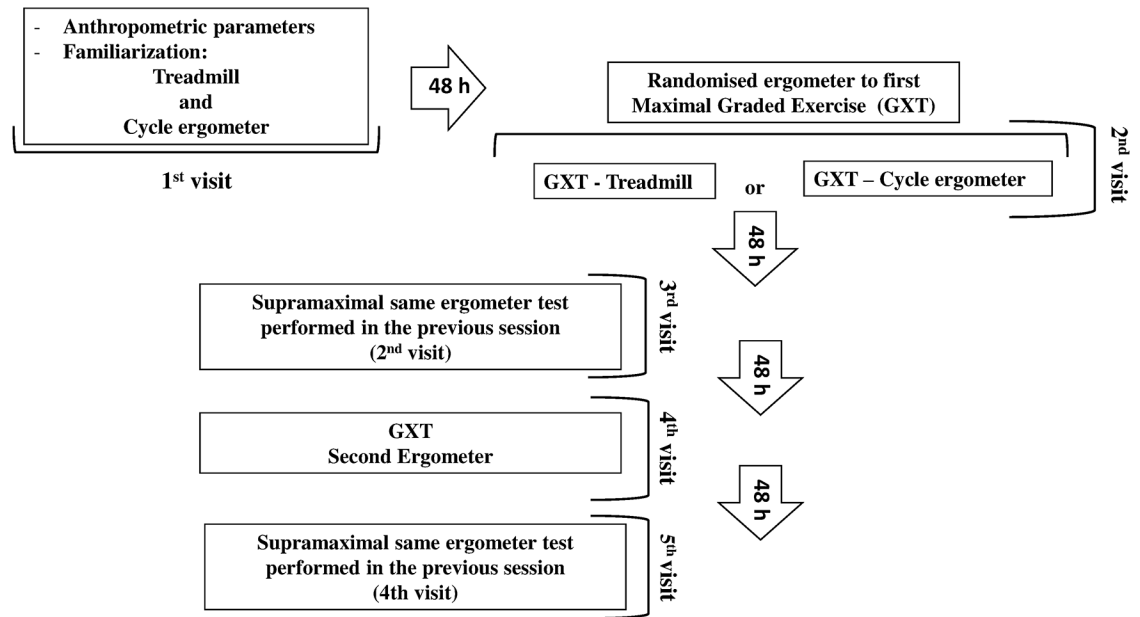 - Anthropometric parameters
- Familiarization:
Treadmill
and
Cycle ergometer
1st visit
48 h
Randomised ergometer to first
Maximal Graded Exercise (GXT)
GXT - Treadmill
or
GXT – Cycle ergometer
2nd visit
48 h
Supramaximal same ergometer test
performed in the previous session
(2nd visit)
3rd visit
48 h
GXT
Second Ergometer
4th visit
48 h
Supramaximal same ergometer test
performed in the previous session
(4th visit)
5th visit